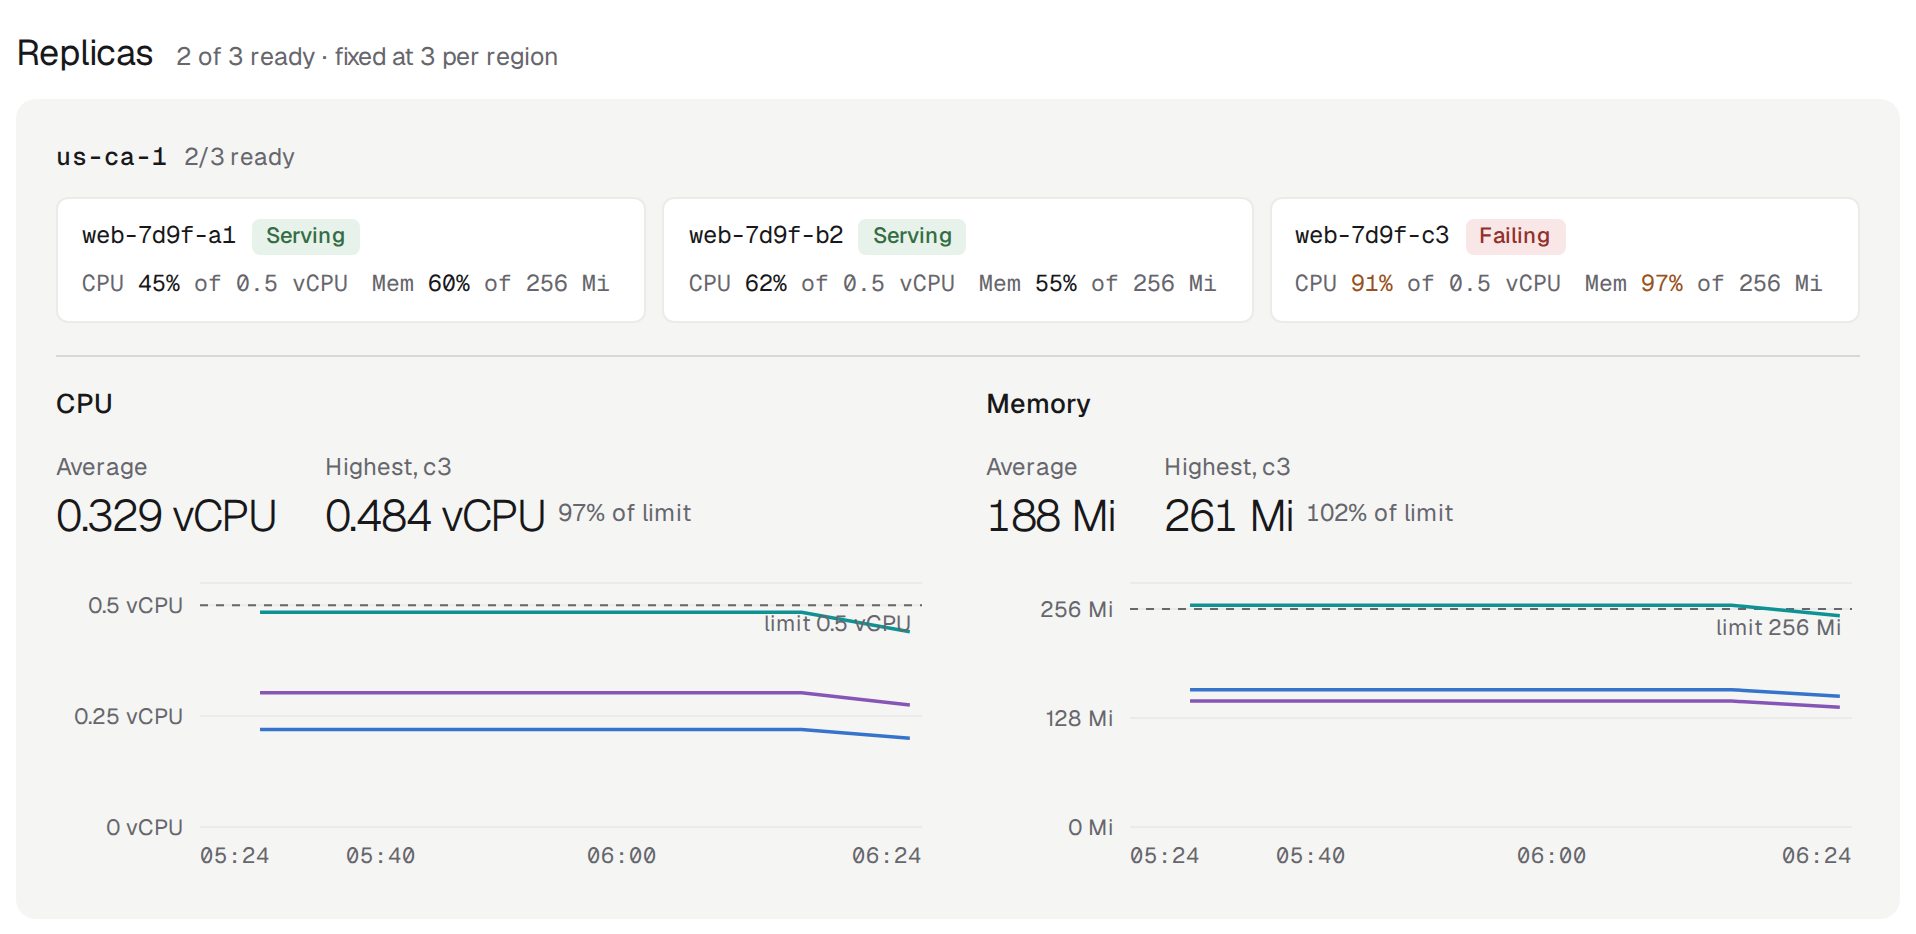 Replicas 2 of 3 ready · fixed at 3 per region
us-ca-1 2/3 ready
web-7d9f-a1 Serving
CPU 45% of 0.5 vCPU Mem 60% of 256 Mi
web-7d9f-b2 Serving
CPU 62% of 0.5 vCPU Mem 55% of 256 Mi
web-7d9f-c3 Failing
CPU 91% of 0.5 vCPU Mem 97% of 256 Mi
CPU
Average
0.329 vCPU
Highest, c3
0.484 vCPU 97% of limit
0.5 vCPU
limit 0.5 vCPU
0.25 vCPU
0 vCPU
05:24 05:40 06:00 06:24
Memory
Average
188 Mi
Highest, c3
261 Mi 102% of limit
256 Mi
limit 256 Mi
128 Mi
0 Mi
05:24 05:40 06:00 06:24